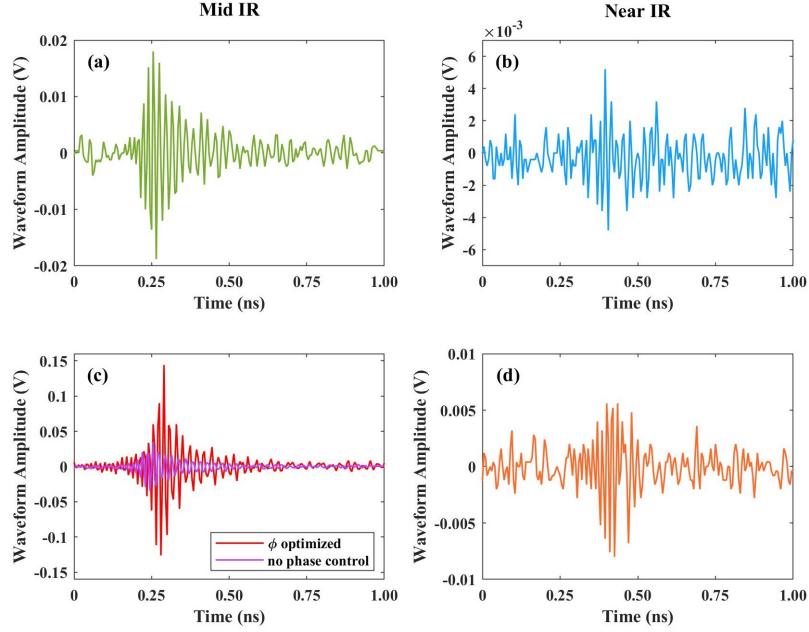 Mid IR
Near IR
(a)
Waveform Amplitude (V)
0.02
0.01
0
-0.01
-0.02
0 0.25 0.50 0.75 1.00
Time (ns)
(b)
×10⁻³
Waveform Amplitude (V)
6
4
2
0
-2
-4
-6
0 0.25 0.50 0.75 1.00
Time (ns)
(c)
Waveform Amplitude (V)
0.15
0.10
0.05
0
-0.05
-0.1
-0.15
ϕ optimized
no phase control
0 0.25 0.50 0.75 1.00
Time (ns)
(d)
Waveform Amplitude (V)
0.01
0.005
0
-0.005
-0.01
0 0.25 0.50 0.75 1.00
Time (ns)